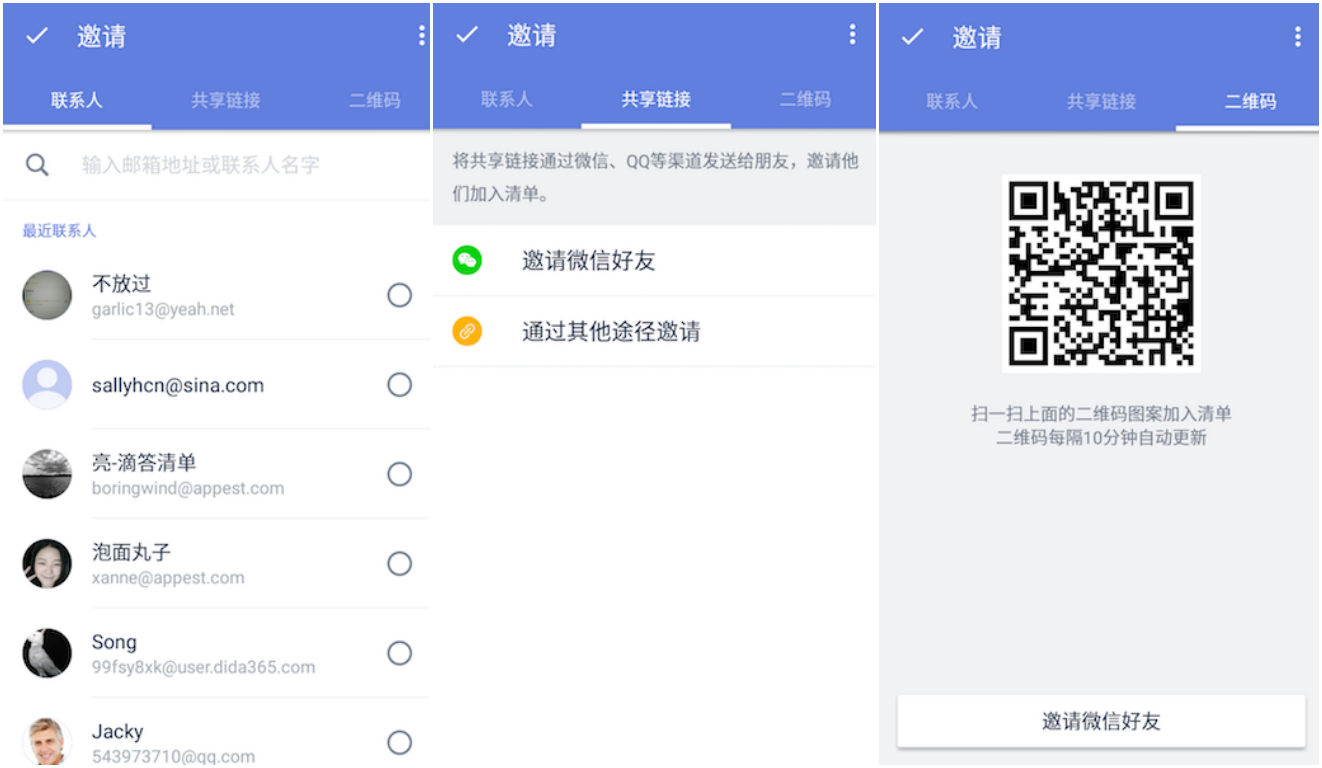 邀请
联系人 共享链接 二维码
输入邮箱地址或联系人名字
最近联系人
不放过
garlic13@yeah.net
sallyhcn@sina.com
亮-滴答清单
boringwind@appest.com
泡面丸子
xanne@appest.com
Song
99fsy8xk@user.dida365.com
Jacky
543973710@qq.com
邀请
联系人 共享链接 二维码
将共享链接通过微信、QQ等渠道发送给朋友，邀请他
们加入清单。
邀请微信好友
通过其他途径邀请
邀请
联系人 共享链接 二维码
扫一扫上面的二维码图案加入清单
二维码每隔10分钟自动更新
邀请微信好友